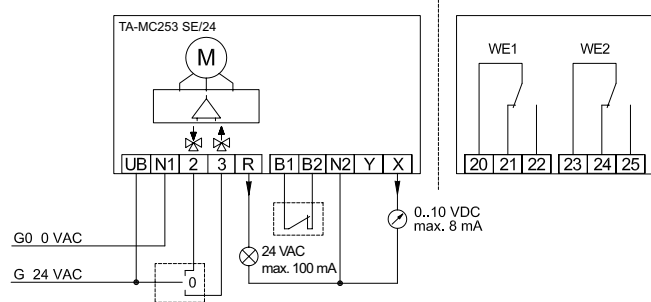 TA-MC253 SE/24
M
UB N1 2 3 R B1 B2 N2 Y X
WE1 WE2
20 21 22 23 24 25
0..10 VDC
max. 8 mA
G0 0 VAC
24 VAC
max. 100 mA
G 24 VAC
0